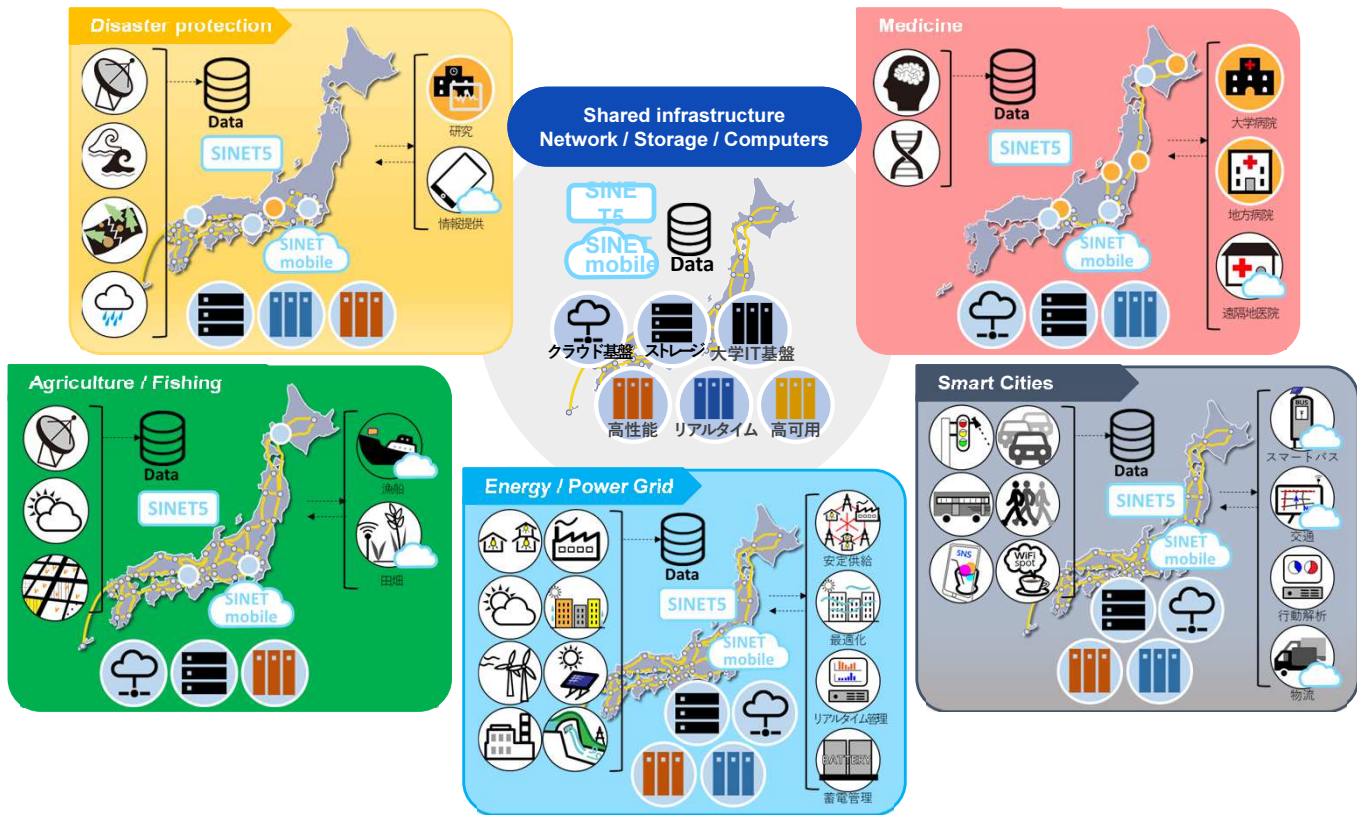 Disaster protection
Data
SINET5
SINET
mobile
研究
情報提供
Shared infrastructure
Network / Storage / Computers
SINE
T5
SINET
mobile
Data
クラウド基盤
ストレージ
大学IT基盤
高性能
リアルタイム
高可用
Medicine
Data
SINET5
SINET
mobile
大学病院
地方病院
遠隔地医院
Agriculture / Fishing
Data
SINET5
SINET
mobile
漁船
田畑
Energy / Power Grid
Data
SINET5
SINET
mobile
安定供給
最適化
リアルタイム管理
BATTERY
蓄電管理
Smart Cities
SNS
WiFi
spot
Data
SINET5
SINET
mobile
BUS
スマートバス
交通
行動解析
物流